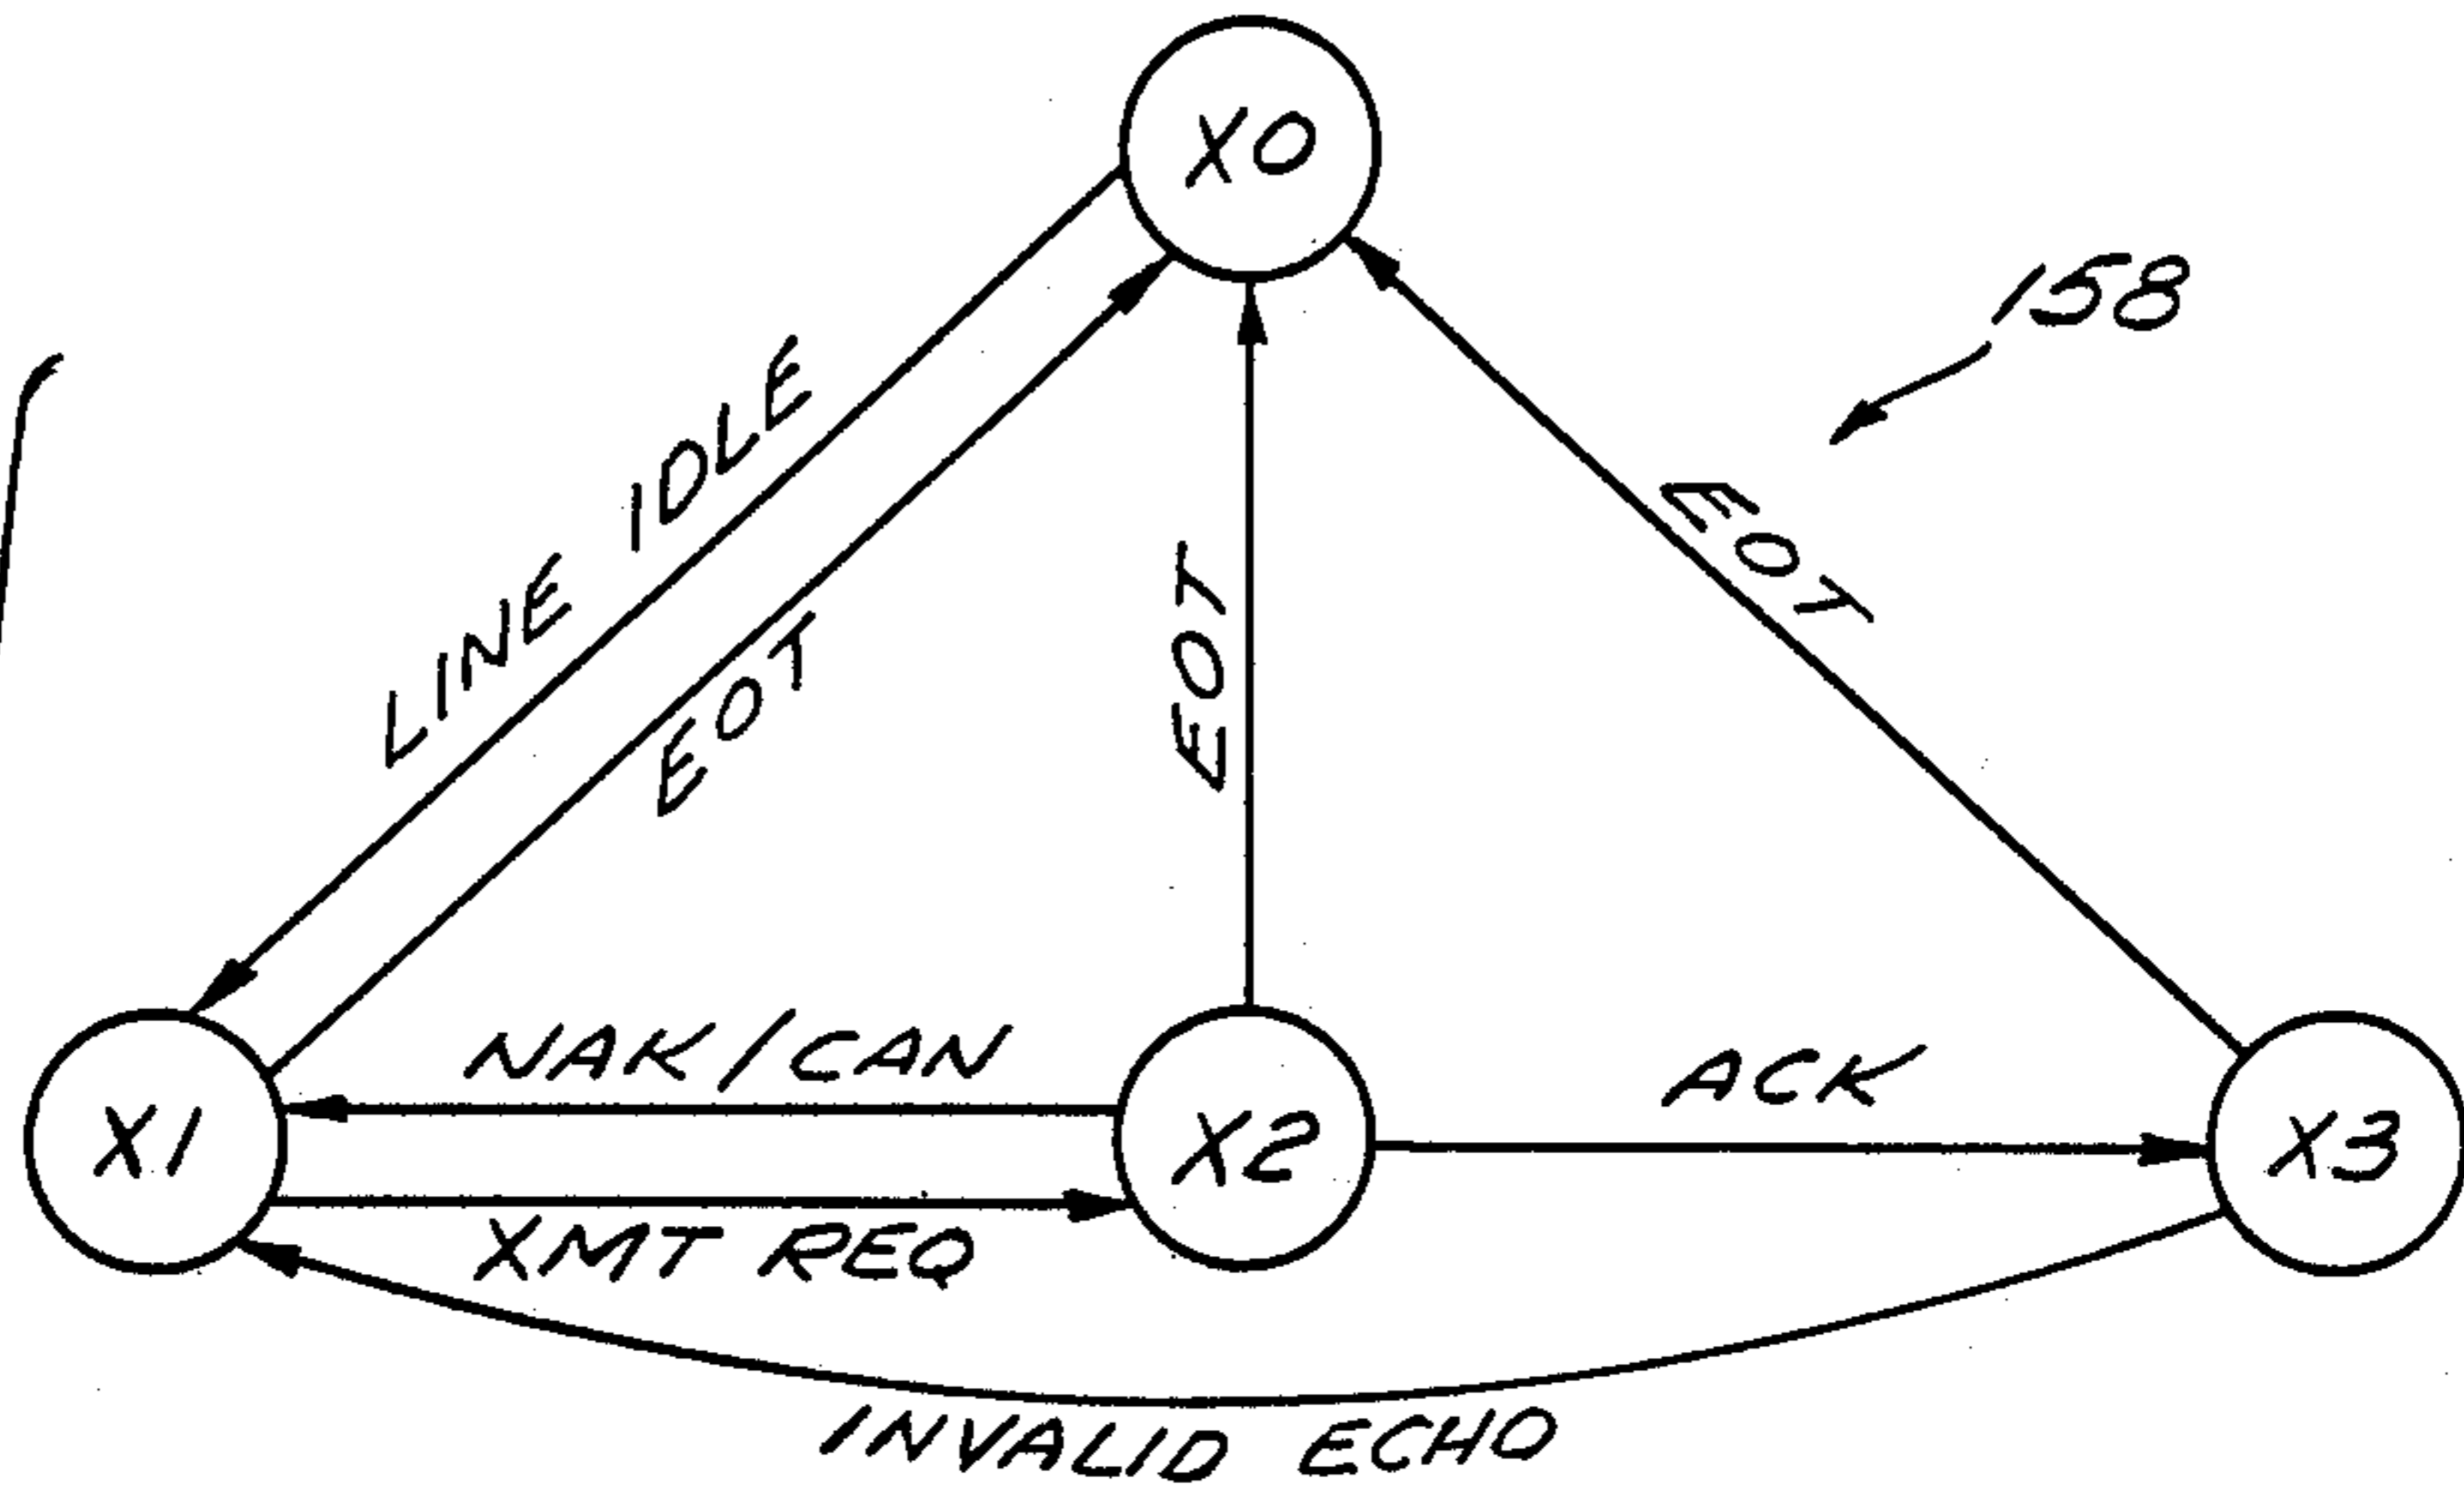 X0
158
LINE IDLE
EOT
EOT
EOT
NAK/CAN
ACK
X1
X2
X3
XMT REQ
INVALID ECHO